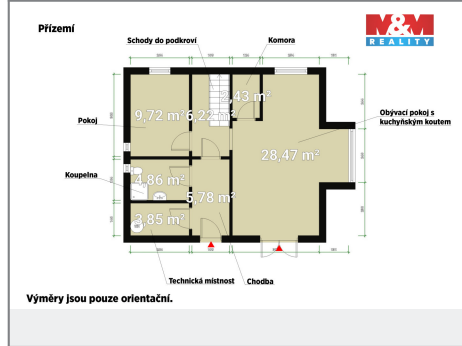 Přízemí
M&M
REALITY
Schody do podkroví
Komora
Obývací pokoj s
kuchyňským koutem
Pokoj
9,72 m²
6,22 m²
2,43 m²
28,47 m²
Koupelna
4,86 m²
5,78 m²
3,85 m²
Technická místnost
Chodba
Výměry jsou pouze orientační.